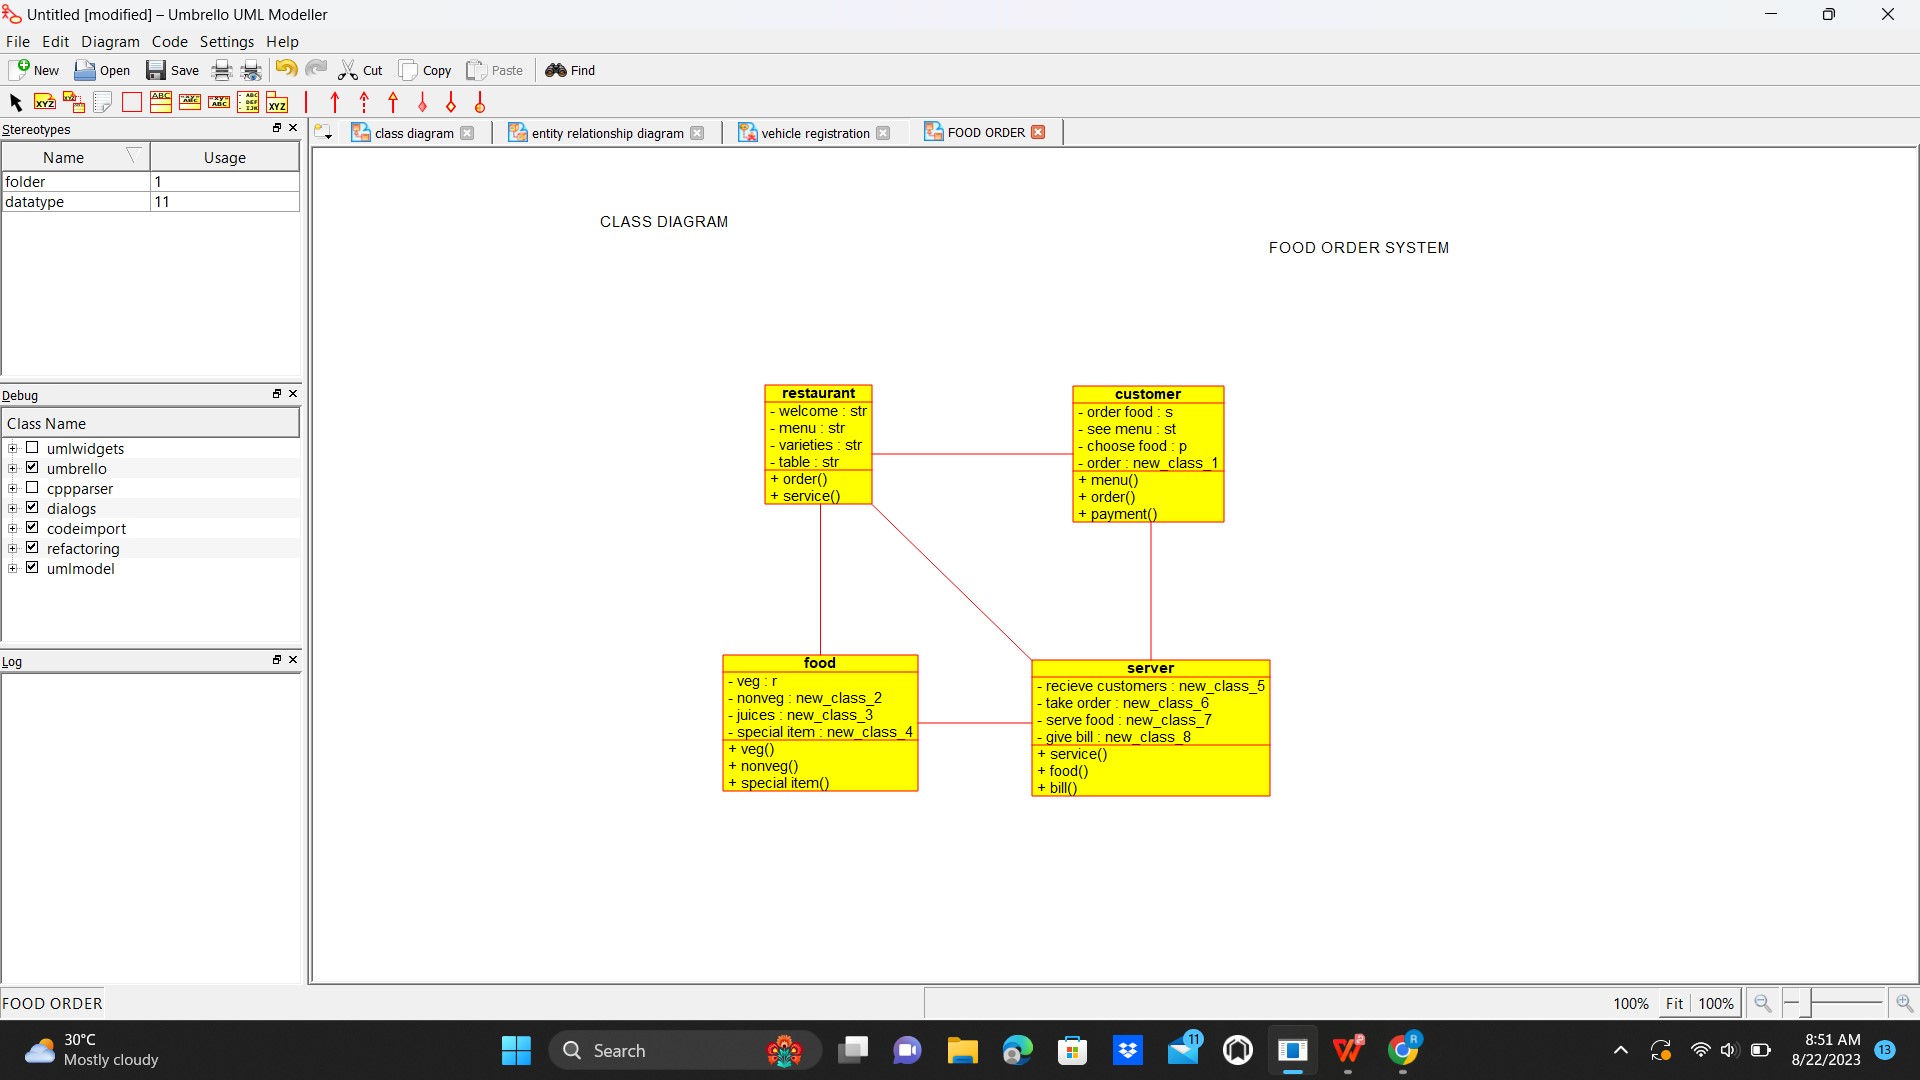 Untitled [modified] – Umbrello UML Modeller
File Edit Diagram Code Settings Help
New Open Save Cut Copy Paste Find
Stereotypes
Name Usage
folder 1
datatype 11
Debug
Class Name
umlwidgets
umbrello
cppparser
dialogs
codeimport
refactoring
umlmodel
Log
class diagram entity relationship diagram vehicle registration FOOD ORDER
CLASS DIAGRAM
FOOD ORDER SYSTEM
restaurant
- welcome : str
- menu : str
- varieties : str
- table : str
+ order()
+ service()
customer
- order food : s
- see menu : st
- choose food : p
- order : new_class_1
+ menu()
+ order()
+ payment()
food
- veg : r
- nonveg : new_class_2
- juices : new_class_3
- special item : new_class_4
+ veg()
+ nonveg()
+ special item()
server
- recieve customers : new_class_5
- take order : new_class_6
- serve food : new_class_7
- give bill : new_class_8
+ service()
+ food()
+ bill()
FOOD ORDER
100% Fit 100%
30°C
Mostly cloudy
Search
11
R
8:51 AM
8/22/2023
13